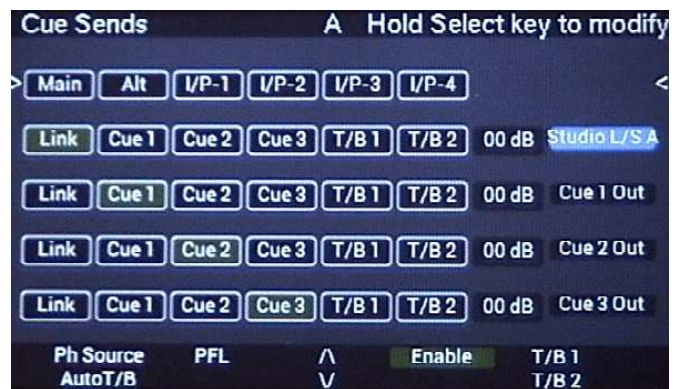 Cue Sends A Hold Select key to modify
> Main Alt I/P-1 I/P-2 I/P-3 I/P-4 <
Link Cue 1 Cue 2 Cue 3 T/B 1 T/B 2 00 dB Studio L/S A
Link Cue 1 Cue 2 Cue 3 T/B 1 T/B 2 00 dB Cue 1 Out
Link Cue 1 Cue 2 Cue 3 T/B 1 T/B 2 00 dB Cue 2 Out
Link Cue 1 Cue 2 Cue 3 T/B 1 T/B 2 00 dB Cue 3 Out
Ph Source PFL /\ Enable T/B 1
AutoT/B \/ T/B 2